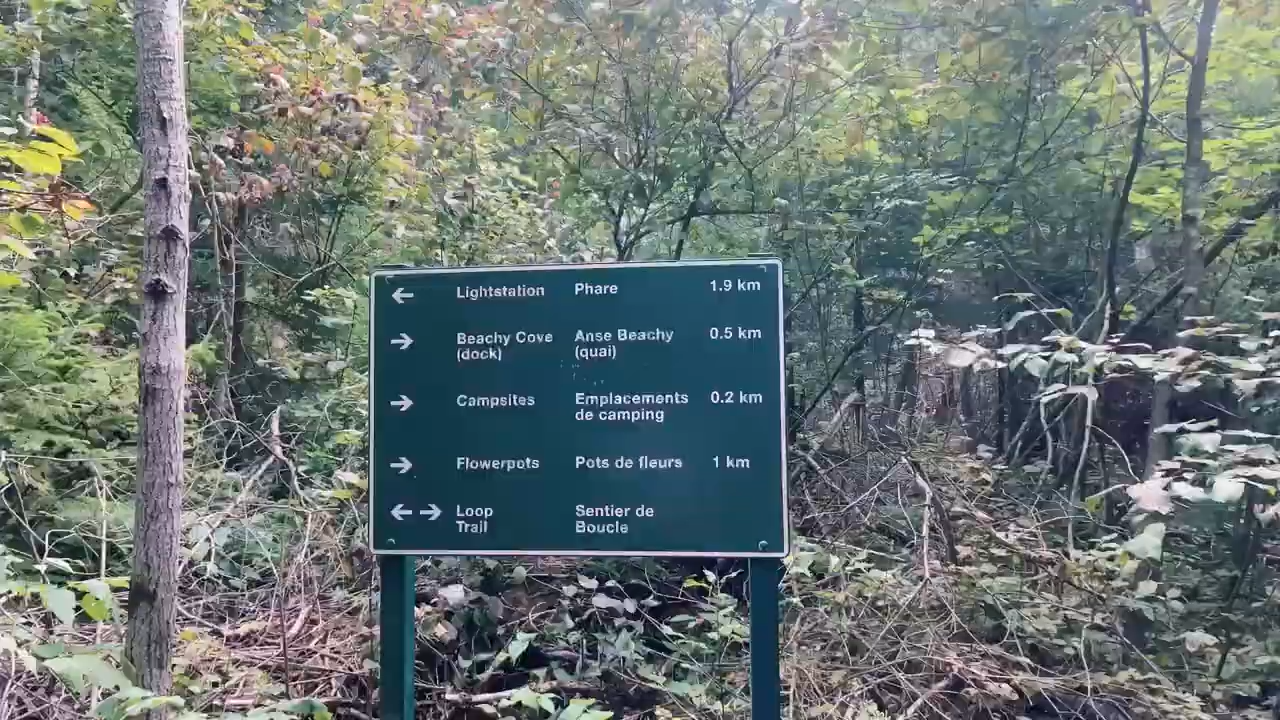 ← Lightstation Phare 1.9 km
→ Beachy Cove Anse Beachy 0.5 km
(dock) (quai)
→ Campsites Emplacements 0.2 km
de camping
→ Flowerpots Pots de fleurs 1 km
← → Loop Sentier de
Trail Boucle